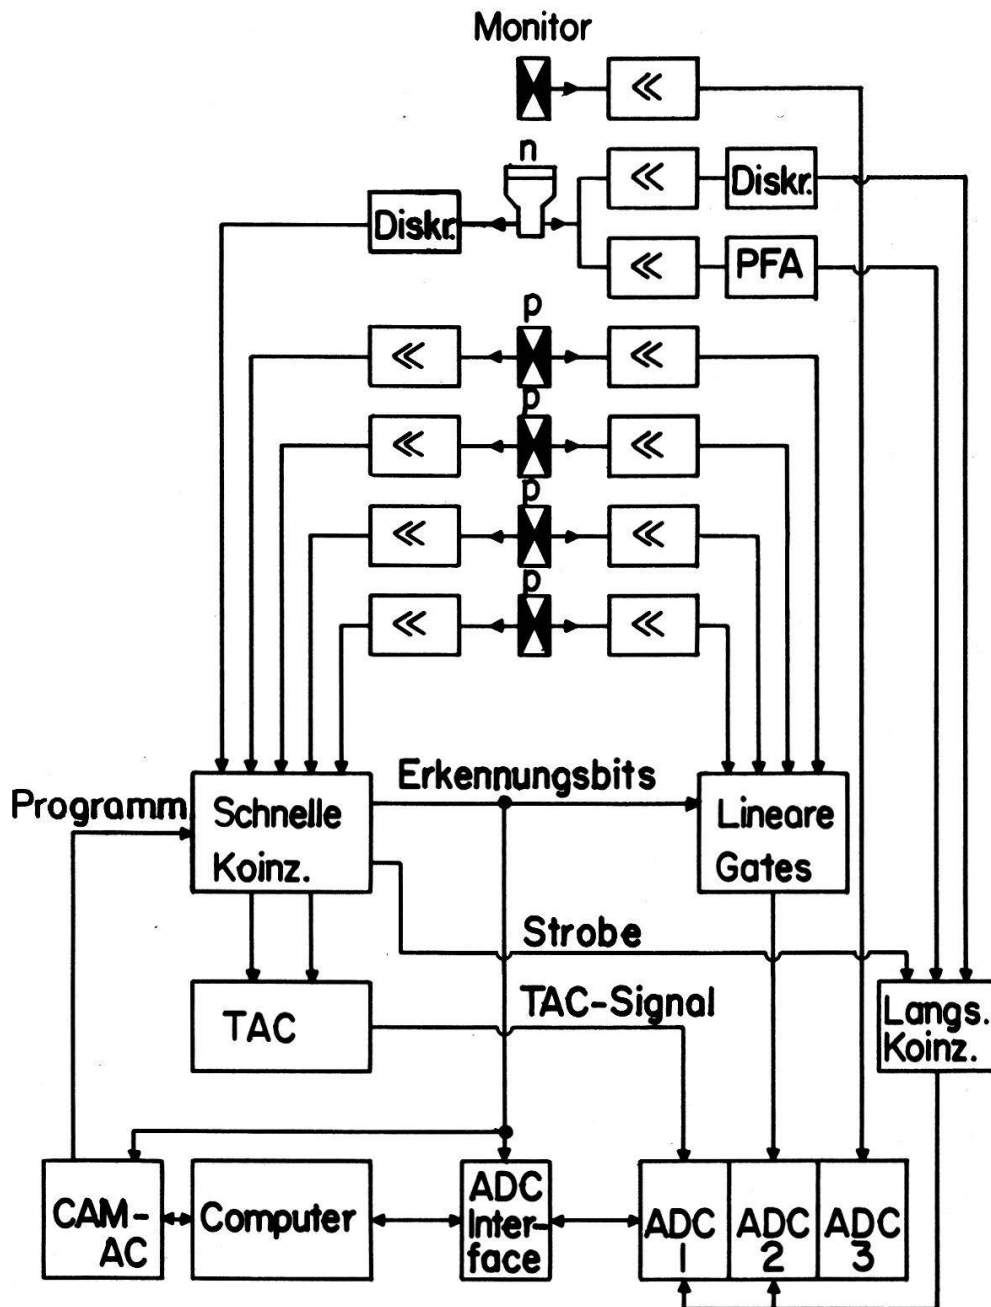 Monitor
n
Diskr.
Diskr.
PFA
p
p
p
p
Erkennungsbits
Programm
Schnelle
Koinz.
Lineare
Gates
Strobe
TAC-Signal
TAC
Langs.
Koinz.
CAM-
AC
Computer
ADC
Inter-
face
ADC
1
ADC
2
ADC
3